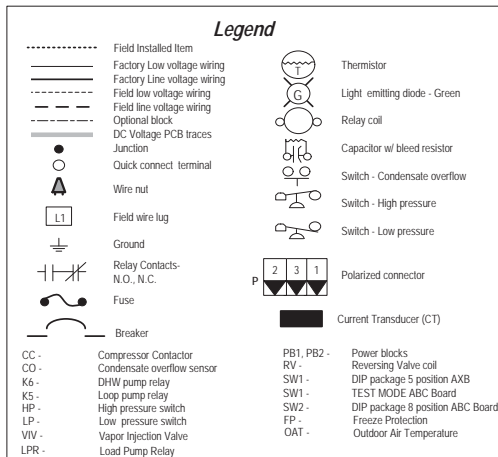 Legend
Field Installed Item
Factory Low voltage wiring
Factory Line voltage wiring
Field low voltage wiring
Field line voltage wiring
Optional block
DC Voltage PCB traces
Junction
Quick connect terminal
Wire nut
L1 Field wire lug
Ground
Relay Contacts-
N.O., N.C.
Fuse
Breaker
T Thermistor
G Light emitting diode - Green
Relay coil
Capacitor w/ bleed resistor
Switch - Condensate overflow
Switch - High pressure
Switch - Low pressure
P 2 3 1 Polarized connector
Current Transducer (CT)
CC - Compressor Contactor
CO - Condensate overflow sensor
K6 - DHW pump relay
K5 - Loop pump relay
HP - High pressure switch
LP - Low pressure switch
VIV - Vapor Injection Valve
LPR - Load Pump Relay
PB1, PB2 - Power blocks
RV - Reversing Valve coil
SW1 - DIP package 5 position AXB
SW1 - TEST MODE ABC Board
SW2 - DIP package 8 position ABC Board
FP - Freeze Protection
OAT - Outdoor Air Temperature